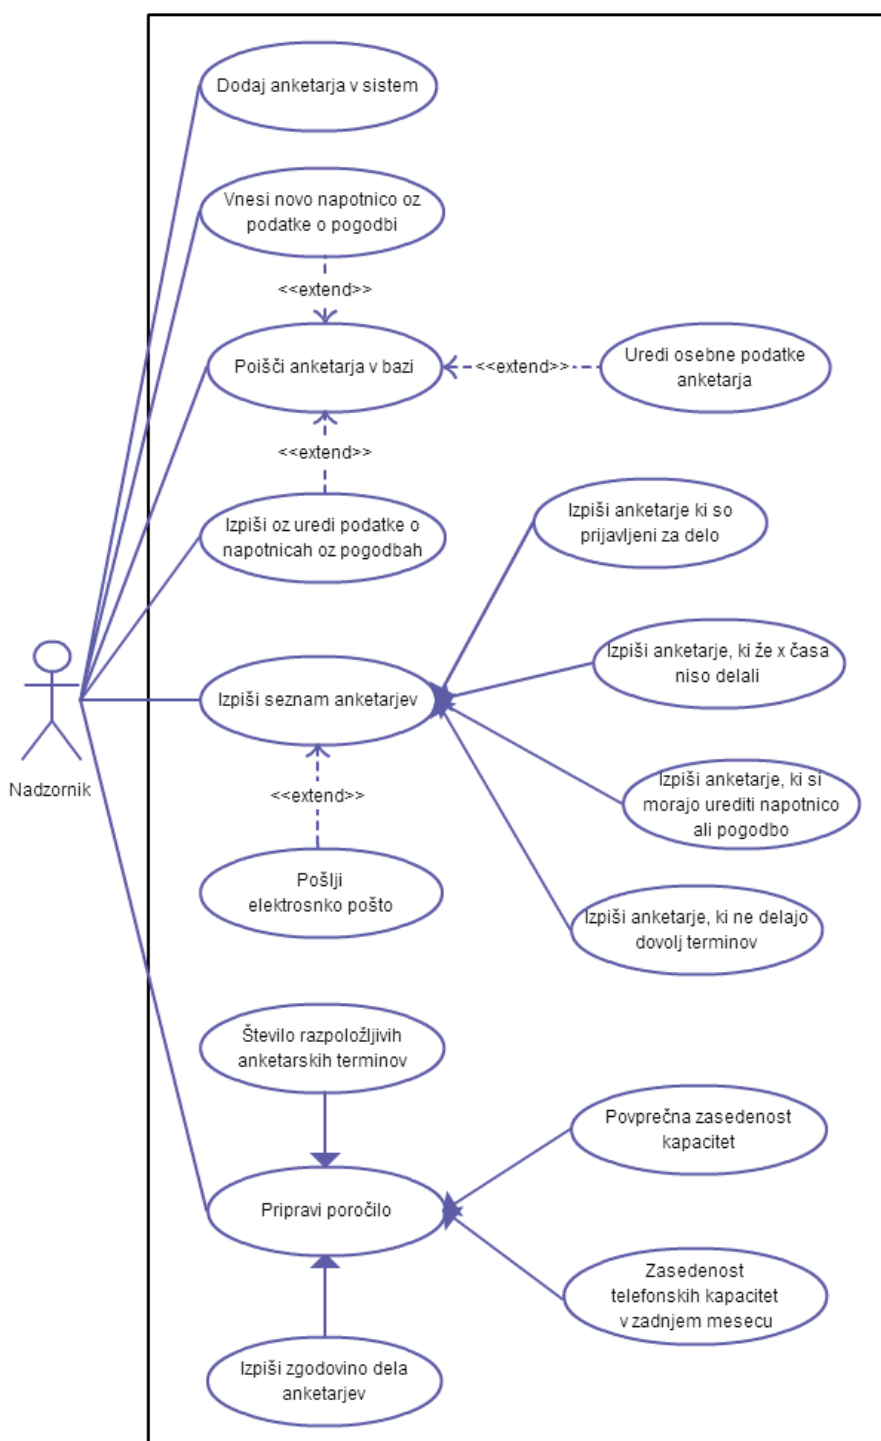 Dodaj anketarja v sistem
Vnesi novo napotnico oz
podatke o pogodbi
<<extend>>
Poišči anketarja v bazi
<<extend>>
Uredi osebne podatke
anketarja
<<extend>>
Izpiši oz uredi podatke o
napotnicah oz pogodbah
Izpiši anketarje ki so
prijavljeni za delo
Izpiši anketarje, ki že x časa
niso delali
Izpiši seznam anketarjev
Nadzornik
<<extend>>
Izpiši anketarje, ki si
morajo urediti napotnico
ali pogodbo
Pošlji
elektrosnko pošto
Izpiši anketarje, ki ne delajo
dovolj terminov
Število razpoložljivih
anketarskih terminov
Povprečna zasedenost
kapacitet
Pripravi poročilo
Zasedenost
telefonskih kapacitet
v zadnjem mesecu
Izpiši zgodovino dela
anketarjev